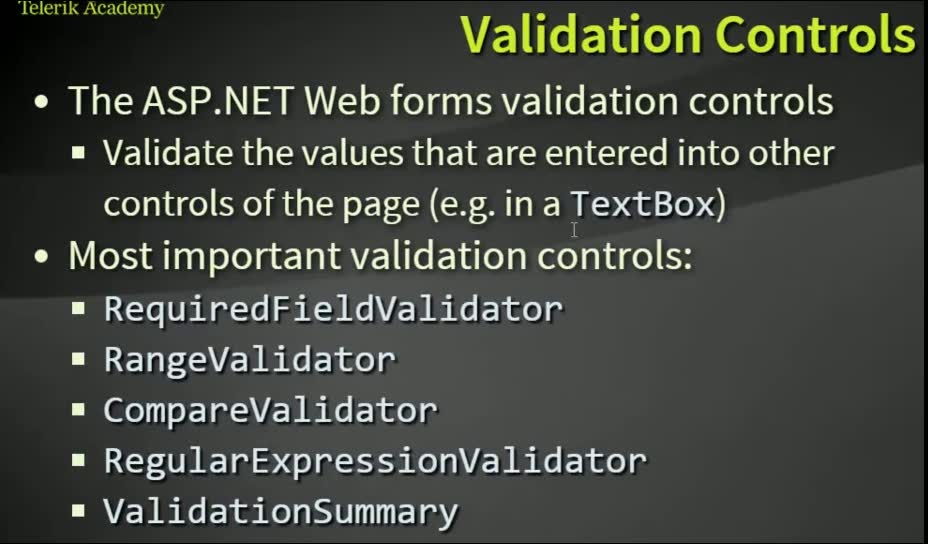 Telerik Academy
Validation Controls
• The ASP.NET Web forms validation controls
▪ Validate the values that are entered into other
controls of the page (e.g. in a TextBox)
• Most important validation controls:
▪ RequiredFieldValidator
▪ RangeValidator
▪ CompareValidator
▪ RegularExpressionValidator
▪ ValidationSummary